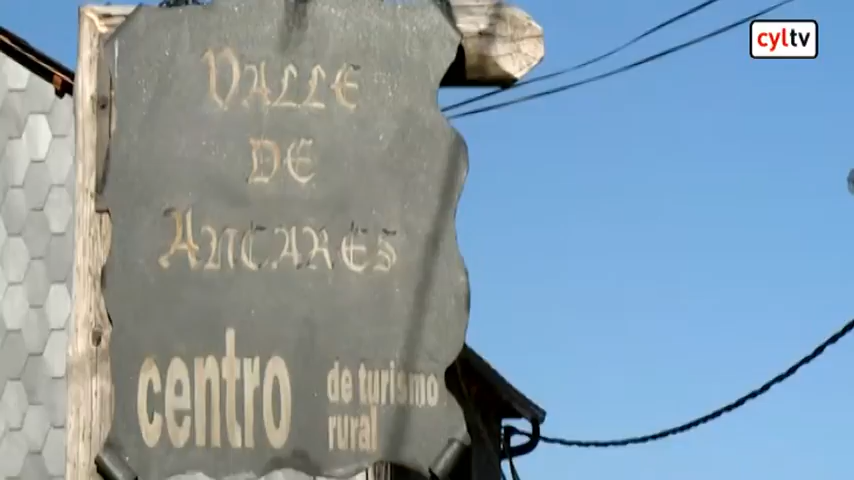 cyltv
VALLE
DE
ANCARES
centro
de turismo
rural